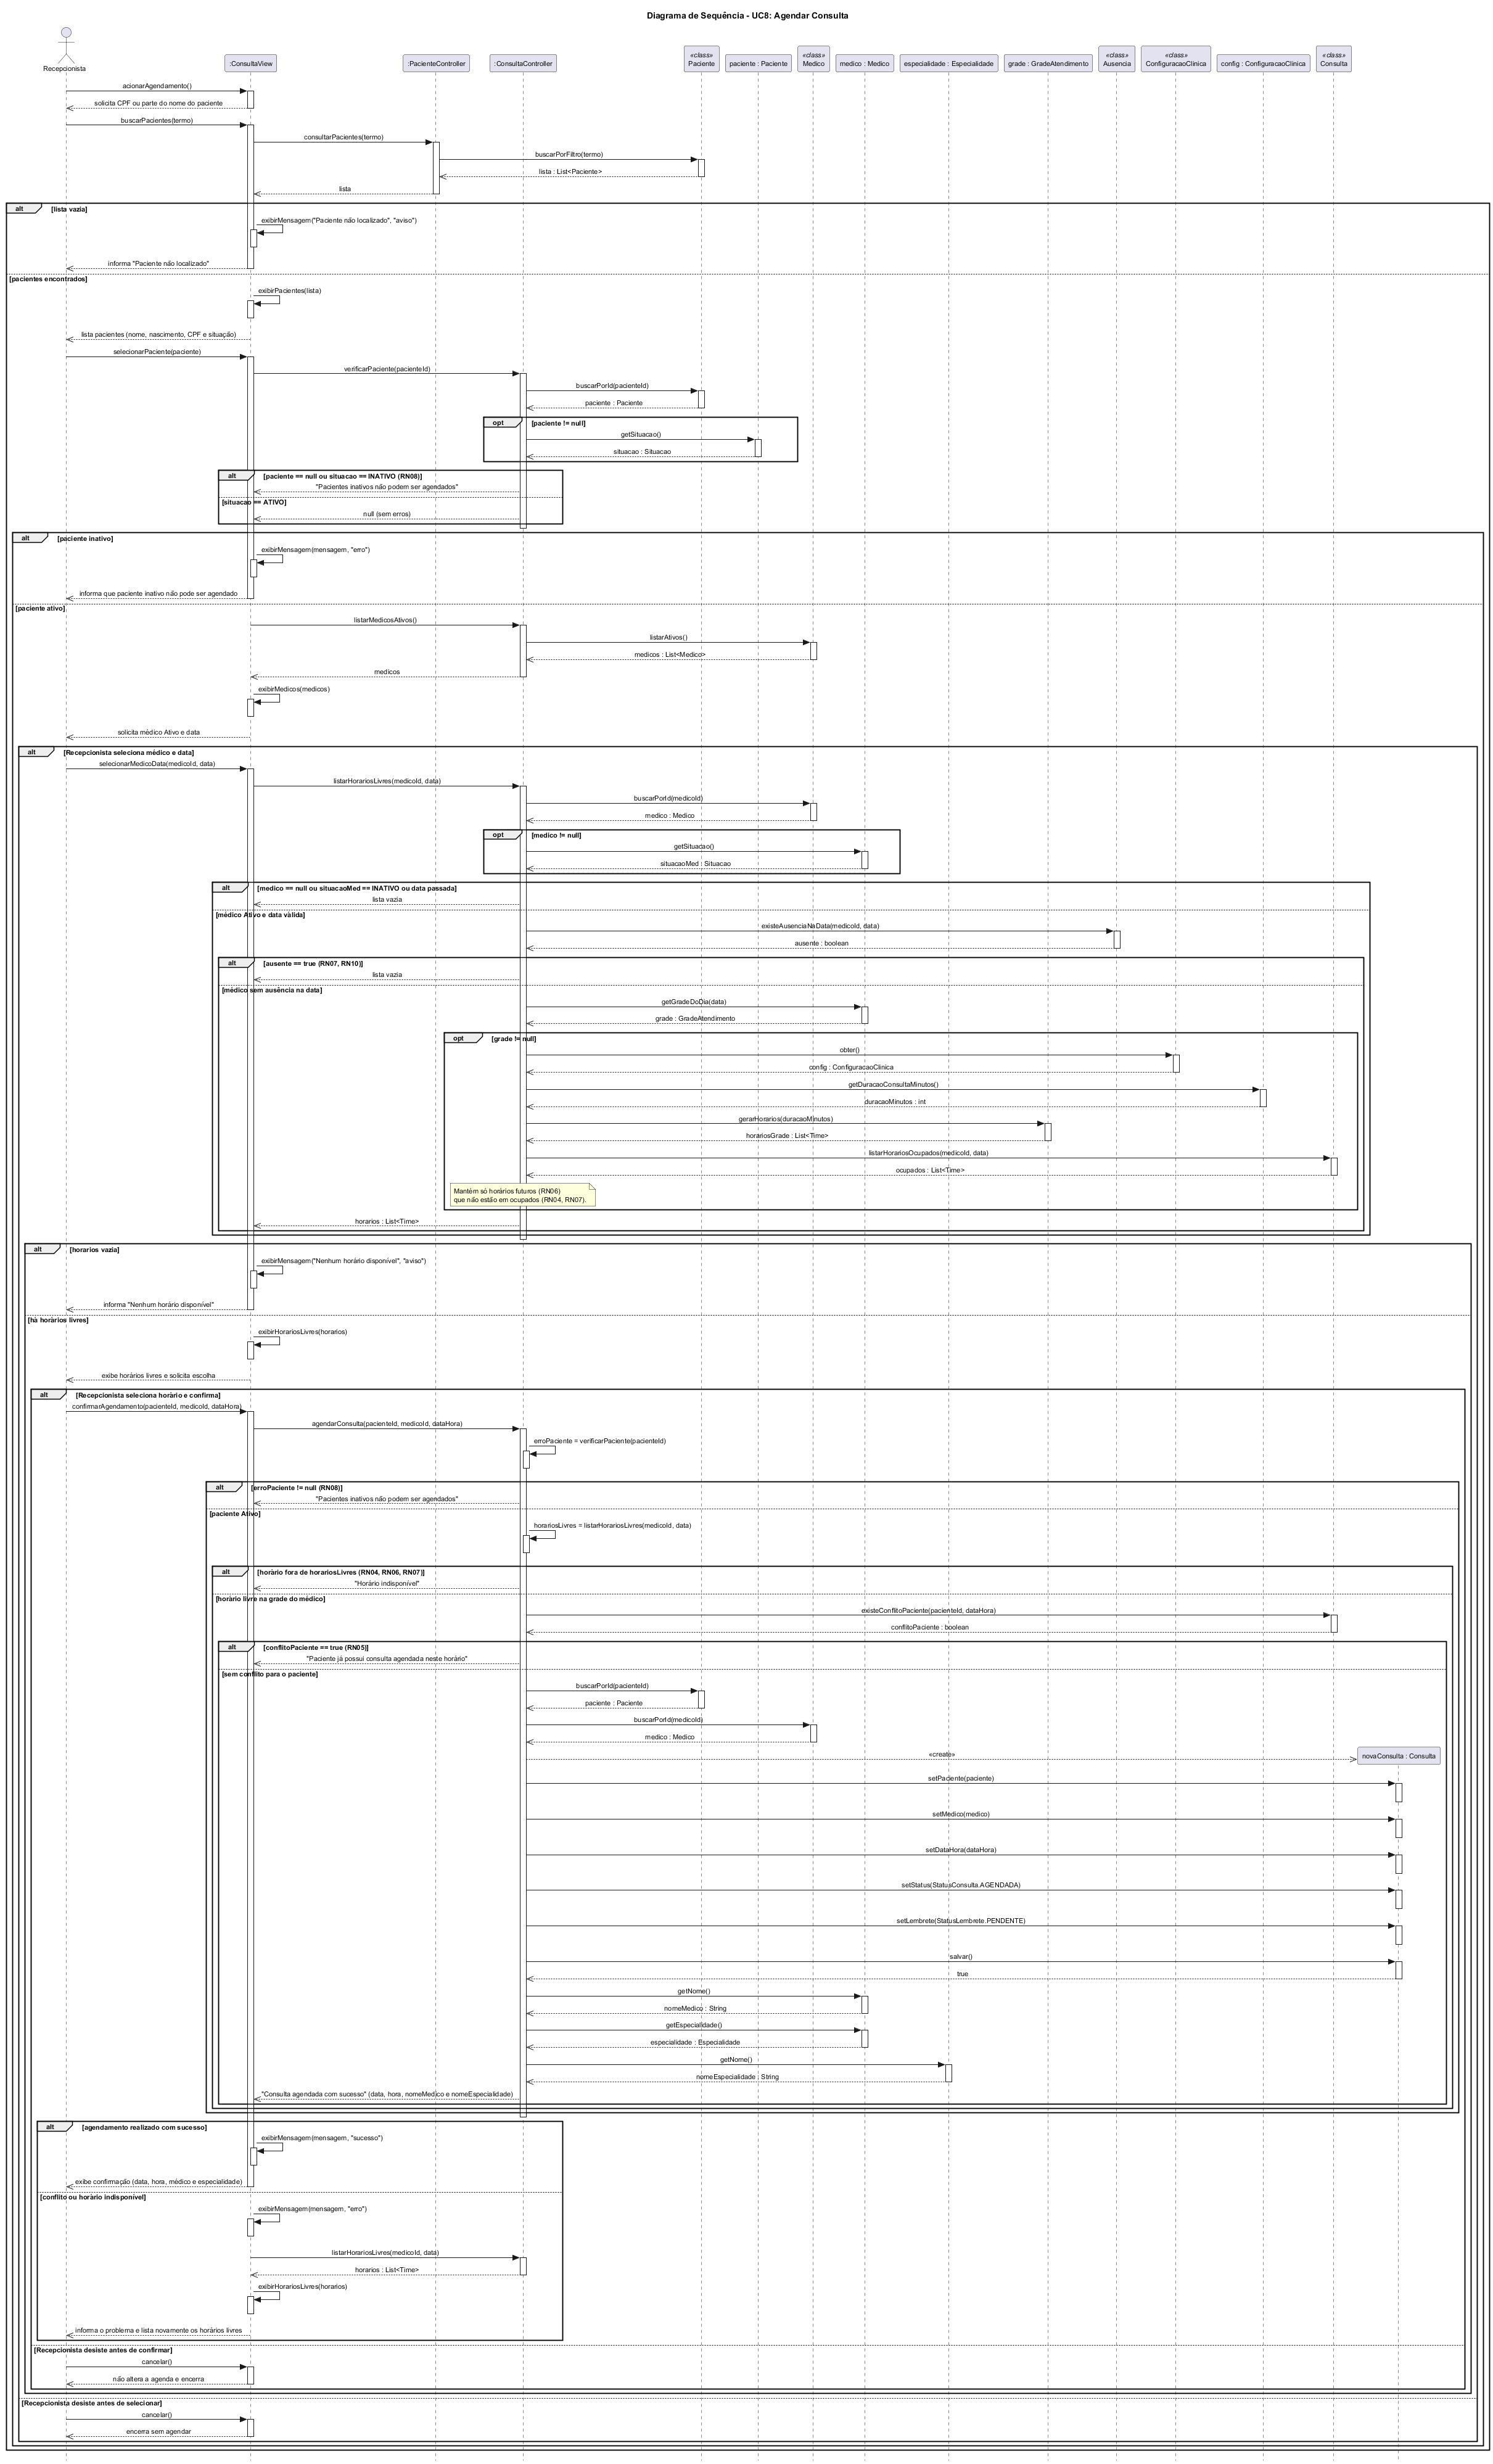 Diagrama de Sequência - UC8: Agendar Consulta
Recepcionista
:ConsultaView
:PacienteController
:ConsultaController
«class»
Paciente
paciente : Paciente
«class»
Medico
medico : Medico
especialidade : Especialidade
grade : GradeAtendimento
«class»
Ausencia
«class»
ConfiguracaoClinica
config : ConfiguracaoClinica
«class»
Consulta
acionarAgendamento()
solicita CPF ou parte do nome do paciente
buscarPacientes(termo)
consultarPacientes(termo)
buscarPorFiltro(termo)
lista : List<Paciente>
lista
alt [lista vazia]
exibirMensagem("Paciente não localizado", "aviso")
informa "Paciente não localizado"
[pacientes encontrados]
exibirPacientes(lista)
lista pacientes (nome, nascimento, CPF e situação)
selecionarPaciente(paciente)
verificarPaciente(pacienteId)
buscarPorId(pacienteId)
paciente : Paciente
opt [paciente != null]
getSituacao()
situacao : Situacao
alt [paciente == null ou situacao == INATIVO (RN08)]
"Pacientes inativos não podem ser agendados"
[situacao == ATIVO]
null (sem erros)
alt [paciente inativo]
exibirMensagem(mensagem, "erro")
informa que paciente inativo não pode ser agendado
[paciente ativo]
listarMedicosAtivos()
listarAtivos()
medicos : List<Medico>
medicos
exibirMedicos(medicos)
solicita médico Ativo e data
alt [Recepcionista seleciona médico e data]
selecionarMedicoData(medicoId, data)
listarHorariosLivres(medicoId, data)
buscarPorId(medicoId)
medico : Medico
opt [medico != null]
getSituacao()
situacaoMed : Situacao
alt [medico == null ou situacaoMed == INATIVO ou data passada]
lista vazia
[médico Ativo e data válida]
existeAusenciaNaData(medicoId, data)
ausente : boolean
alt [ausente == true (RN07, RN10)]
lista vazia
[médico sem ausência na data]
getGradeDoDia(data)
grade : GradeAtendimento
opt [grade != null]
obter()
config : ConfiguracaoClinica
getDuracaoConsultaMinutos()
duracaoMinutos : int
gerarHorarios(duracaoMinutos)
horariosGrade : List<Time>
listarHorariosOcupados(medicoId, data)
ocupados : List<Time>
Mantém só horários futuros (RN06)
que não estão em ocupados (RN04, RN07).
horarios : List<Time>
alt [horarios vazia]
exibirMensagem("Nenhum horário disponível", "aviso")
informa "Nenhum horário disponível"
[há horários livres]
exibirHorariosLivres(horarios)
exibe horários livres e solicita escolha
alt [Recepcionista seleciona horário e confirma]
confirmarAgendamento(pacienteId, medicoId, dataHora)
agendarConsulta(pacienteId, medicoId, dataHora)
erroPaciente = verificarPaciente(pacienteId)
alt [erroPaciente != null (RN08)]
"Pacientes inativos não podem ser agendados"
[paciente Ativo]
horariosLivres = listarHorariosLivres(medicoId, data)
alt [horário fora de horariosLivres (RN04, RN06, RN07)]
"Horário indisponível"
[horário livre na grade do médico]
existeConflitoPaciente(pacienteId, dataHora)
conflitoPaciente : boolean
alt [conflitoPaciente == true (RN05)]
"Paciente já possui consulta agendada neste horário"
[sem conflito para o paciente]
buscarPorId(pacienteId)
paciente : Paciente
buscarPorId(medicoId)
medico : Medico
«create»
novaConsulta : Consulta
setPaciente(paciente)
setMedico(medico)
setDataHora(dataHora)
setStatus(StatusConsulta.AGENDADA)
setLembrete(StatusLembrete.PENDENTE)
salvar()
true
getNome()
nomeMedico : String
getEspecialidade()
especialidade : Especialidade
getNome()
nomeEspecialidade : String
"Consulta agendada com sucesso" (data, hora, nomeMedico e nomeEspecialidade)
alt [agendamento realizado com sucesso]
exibirMensagem(mensagem, "sucesso")
exibe confirmação (data, hora, médico e especialidade)
[conflito ou horário indisponível]
exibirMensagem(mensagem, "erro")
listarHorariosLivres(medicoId, data)
horarios : List<Time>
exibirHorariosLivres(horarios)
informa o problema e lista novamente os horários livres
[Recepcionista desiste antes de confirmar]
cancelar()
não altera a agenda e encerra
[Recepcionista desiste antes de selecionar]
cancelar()
encerra sem agendar